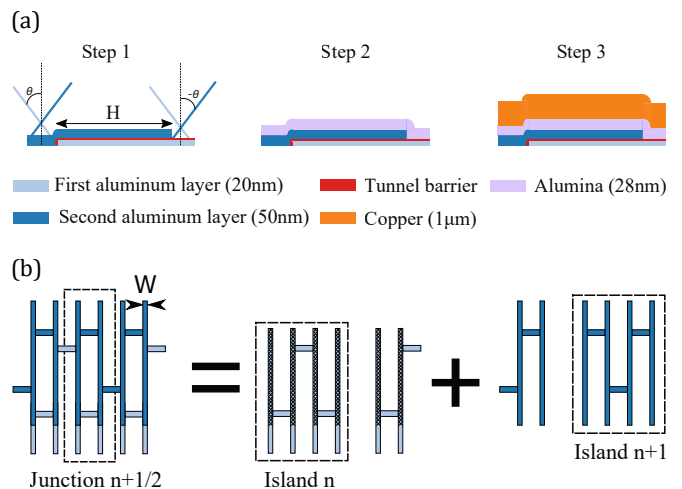 (a)
Step 1
Step 2
Step 3
θ
-θ
H
First aluminum layer (20nm)
Tunnel barrier
Alumina (28nm)
Second aluminum layer (50nm)
Copper (1µm)
(b)
W
=
+
Junction n+1/2
Island n
Island n+1